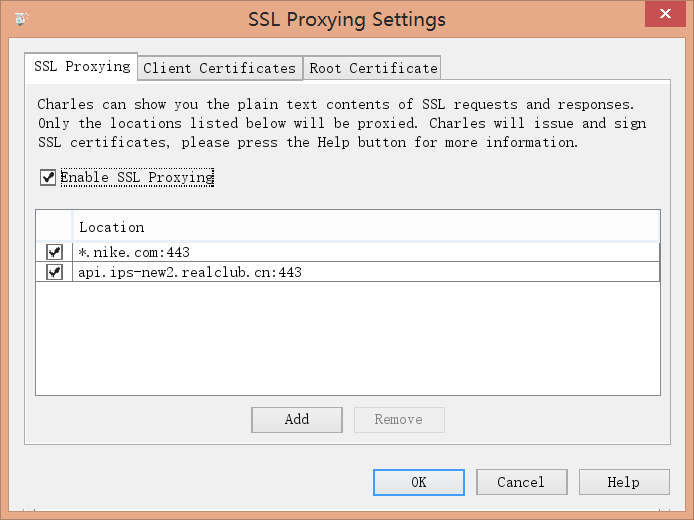 SSL Proxying Settings
SSL Proxying
Client Certificates
Root Certificate
Charles can show you the plain text contents of SSL requests and responses.
Only the locations listed below will be proxied. Charles will issue and sign
SSL certificates, please press the Help button for more information.
Enable SSL Proxying
Location
*.nike.com:443
api.ips-new2.realclub.cn:443
Add
Remove
OK
Cancel
Help